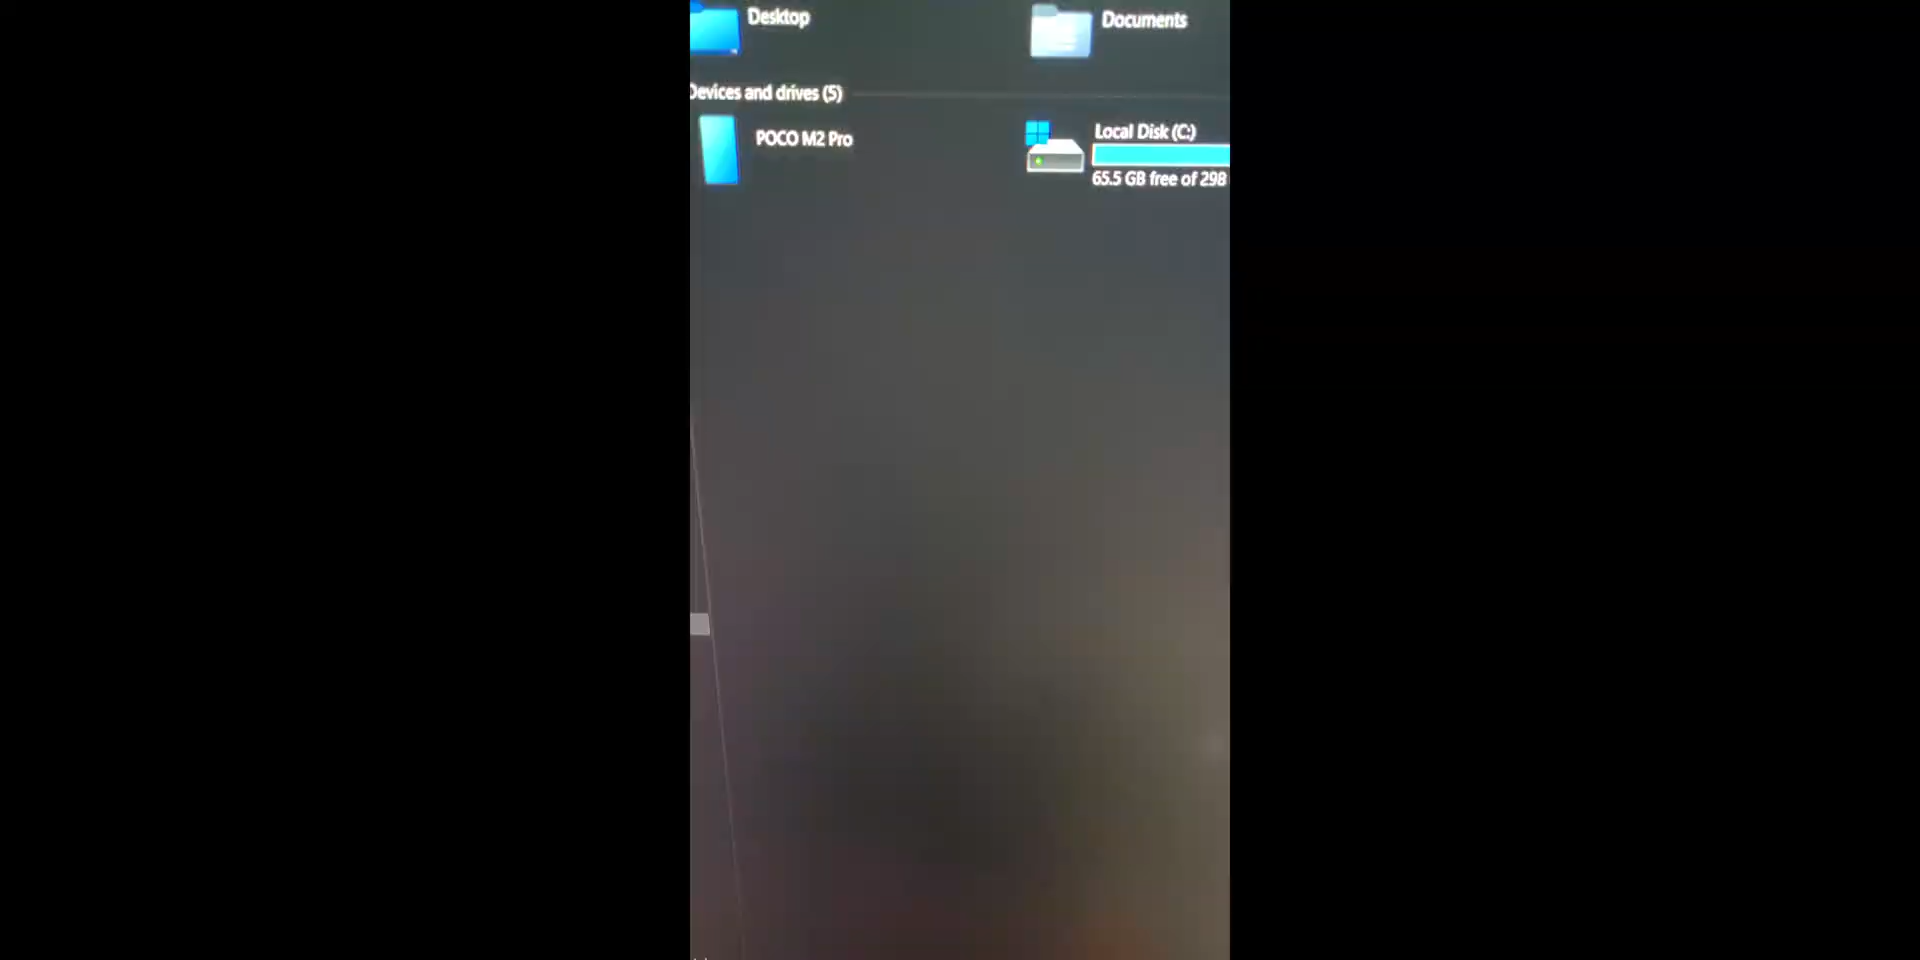 Desktop
Documents
Devices and drives (5)
POCO M2 Pro
Local Disk (C:)
65.5 GB free of 298